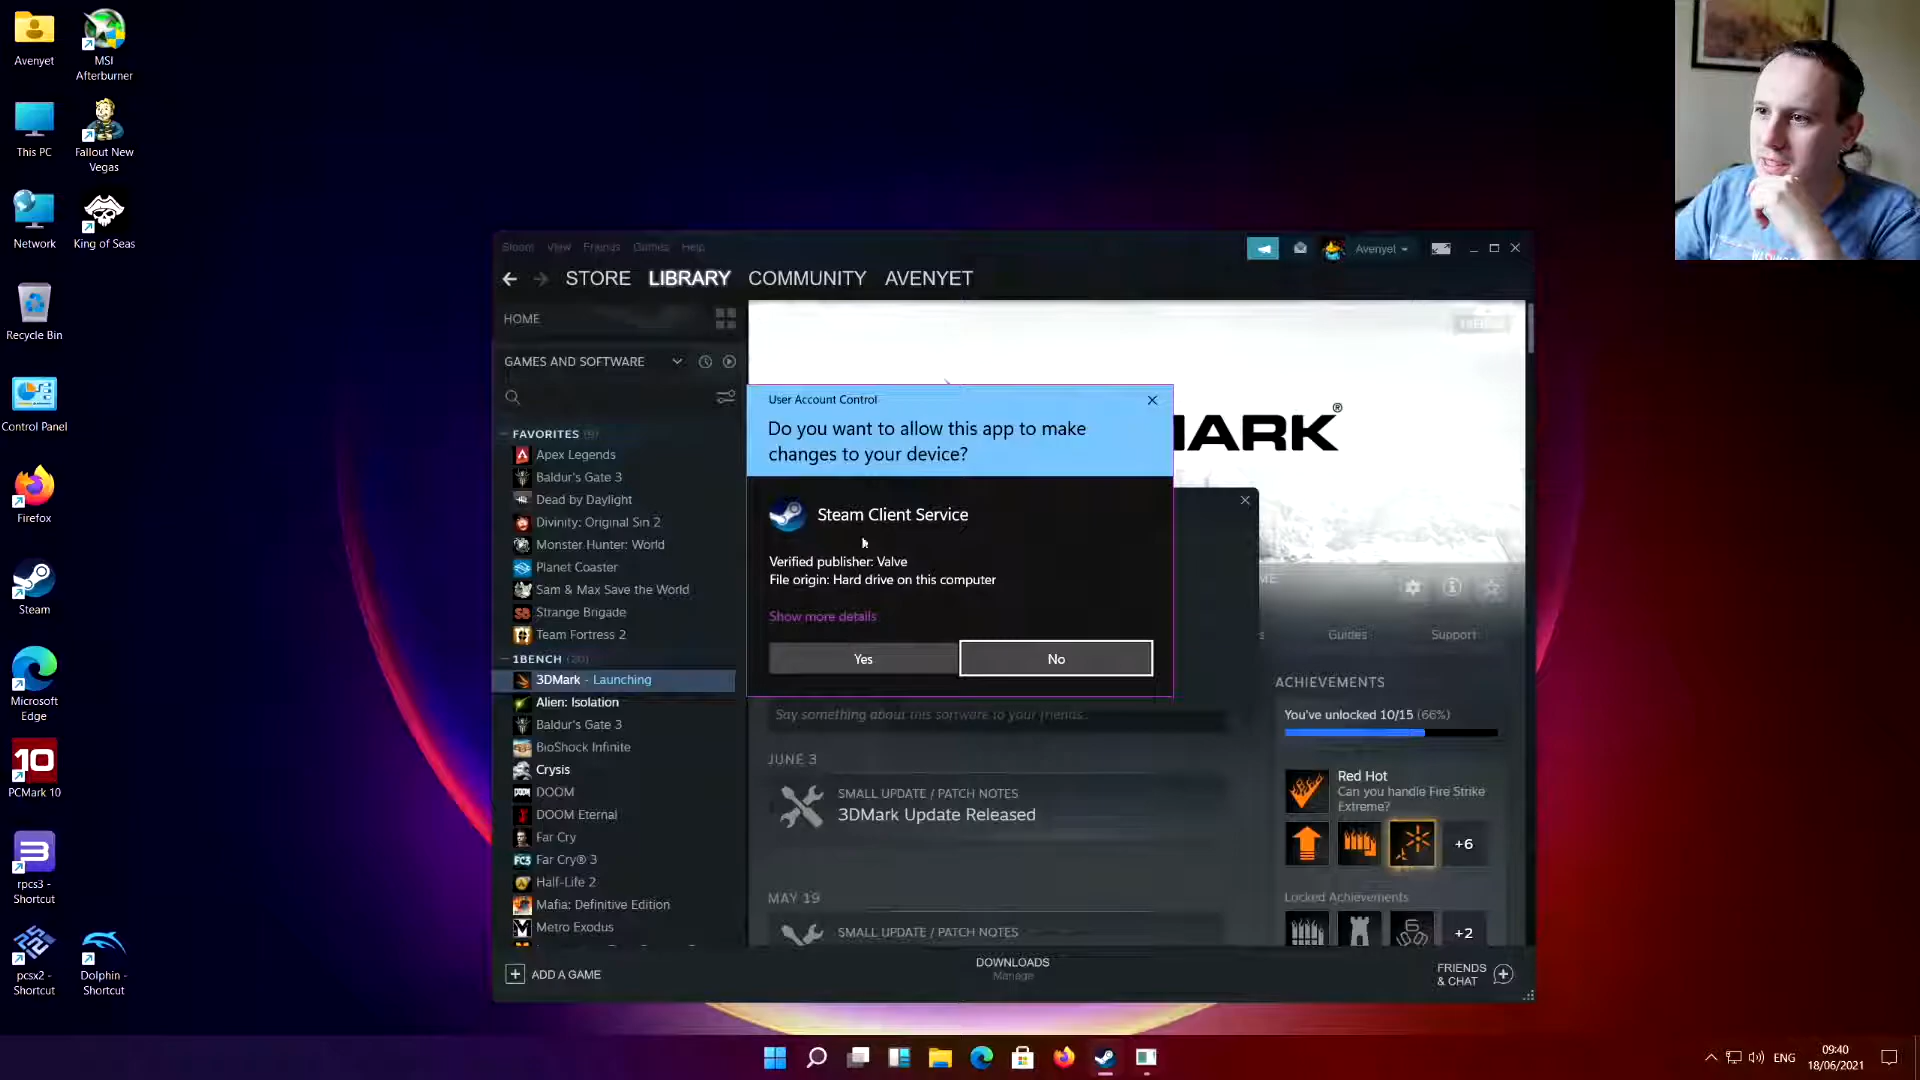 Avenyet
MSI
Afterburner
This PC
Fallout New
Vegas
Network
King of Seas
Recycle Bin
Control Panel
Firefox
Steam
Microsoft
Edge
10
PCMark 10
rpcs3 -
Shortcut
pcsx2 -
Shortcut
Dolphin -
Shortcut
Steam View Friends Games Help
Avenyet
STORE LIBRARY COMMUNITY AVENYET
HOME
GAMES AND SOFTWARE
FAVORITES (9)
Apex Legends
Baldur's Gate 3
Dead by Daylight
Divinity: Original Sin 2
Monster Hunter: World
Planet Coaster
Sam & Max Save the World
Strange Brigade
Team Fortress 2
1BENCH (20)
3DMark - Launching
Alien: Isolation
Baldur's Gate 3
BioShock Infinite
Crysis
DOOM
DOOM Eternal
Far Cry
Far Cry® 3
Half-Life 2
Mafia: Definitive Edition
Metro Exodus
ADD A GAME
MARK®
User Account Control
Do you want to allow this app to make
changes to your device?
Steam Client Service
Verified publisher: Valve
File origin: Hard drive on this computer
Show more details
Yes
No
Guides
Support
Say something about this software to your friends...
JUNE 3
SMALL UPDATE / PATCH NOTES
3DMark Update Released
MAY 19
SMALL UPDATE / PATCH NOTES
ACHIEVEMENTS
You've unlocked 10/15 (66%)
Red Hot
Can you handle Fire Strike
Extreme?
+6
Locked Achievements
+2
DOWNLOADS
Manage
FRIENDS
& CHAT
ENG
09:40
18/06/2021